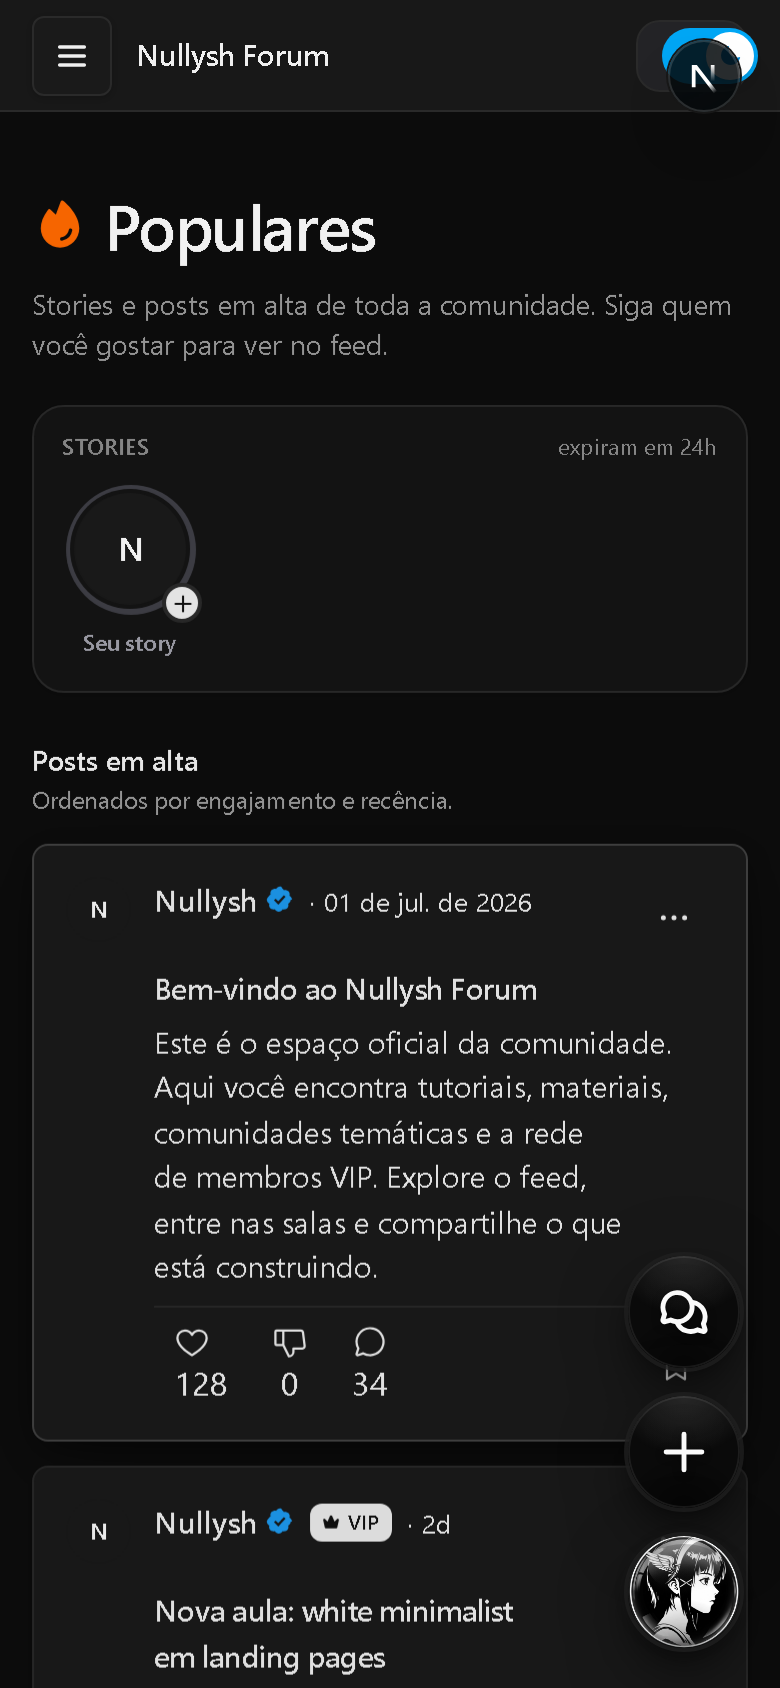 Nullysh Forum
N
Populares
Stories e posts em alta de toda a comunidade. Siga quem
você gostar para ver no feed.
STORIES
expiram em 24h
N
Seu story
Posts em alta
Ordenados por engajamento e recência.
N
Nullysh · 01 de jul. de 2026
Bem-vindo ao Nullysh Forum
Este é o espaço oficial da comunidade.
Aqui você encontra tutoriais, materiais,
comunidades temáticas e a rede
de membros VIP. Explore o feed,
entre nas salas e compartilhe o que
está construindo.
128 0 34
N
Nullysh VIP · 2d
Nova aula: white minimalist
em landing pages